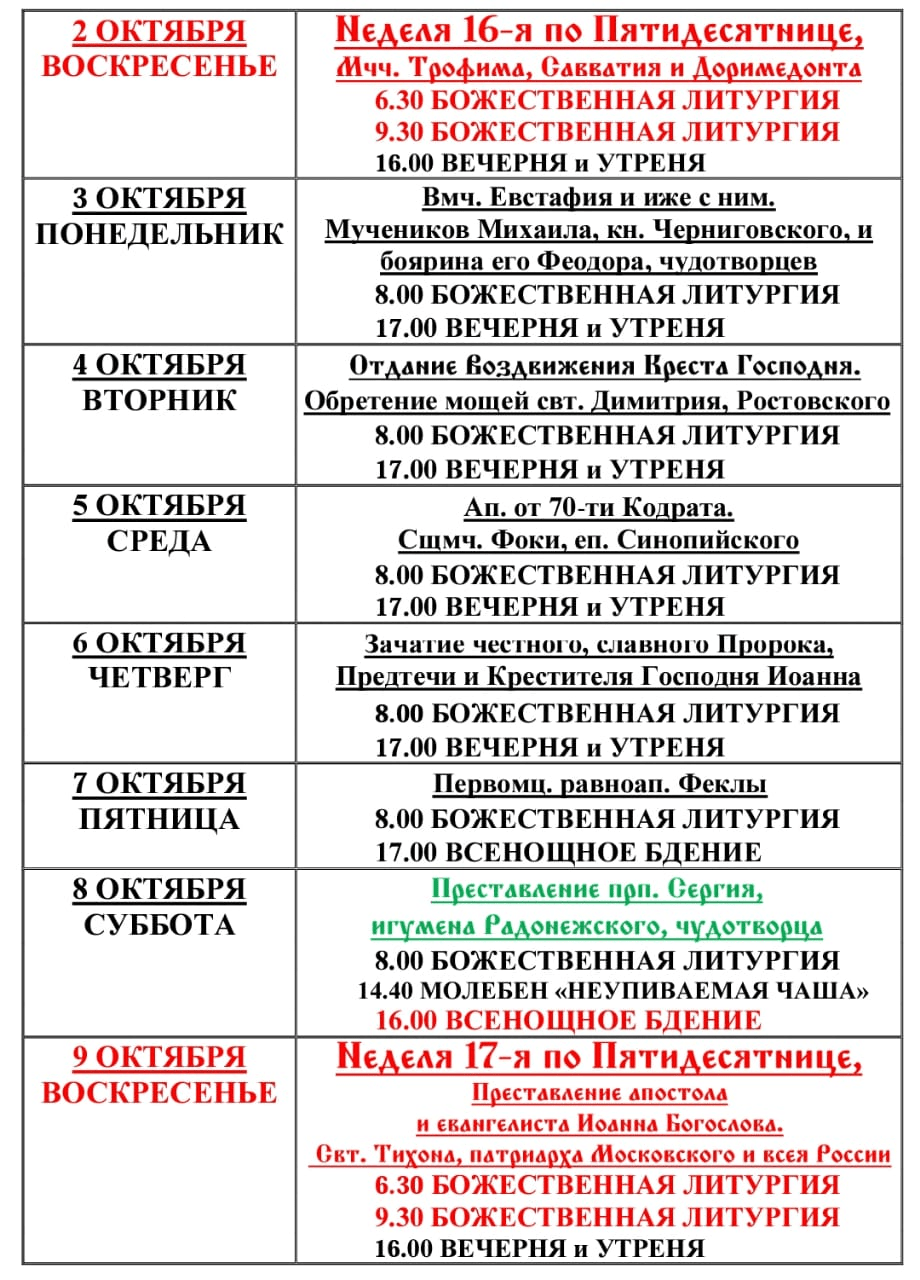 2 ОКТЯБРЯ
ВОСКРЕСЕНЬЕ
Неделя 16-я по Пятидесятнице,
Мчч. Трофима, Савватия и Доримедонта
6.30 БОЖЕСТВЕННАЯ ЛИТУРГИЯ
9.30 БОЖЕСТВЕННАЯ ЛИТУРГИЯ
16.00 ВЕЧЕРНЯ и УТРЕНЯ
3 ОКТЯБРЯ
ПОНЕДЕЛЬНИК
Вмч. Евстафия и иже с ним.
Мучеников Михаила, кн. Черниговского, и
боярина его Феодора, чудотворцев
8.00 БОЖЕСТВЕННАЯ ЛИТУРГИЯ
17.00 ВЕЧЕРНЯ и УТРЕНЯ
4 ОКТЯБРЯ
ВТОРНИК
Отдание Воздвижения Креста Господня.
Обретение мощей свт. Димитрия, Ростовского
8.00 БОЖЕСТВЕННАЯ ЛИТУРГИЯ
17.00 ВЕЧЕРНЯ и УТРЕНЯ
5 ОКТЯБРЯ
СРЕДА
Ап. от 70-ти Кодрата.
Сщмч. Фоки, еп. Синопийского
8.00 БОЖЕСТВЕННАЯ ЛИТУРГИЯ
17.00 ВЕЧЕРНЯ и УТРЕНЯ
6 ОКТЯБРЯ
ЧЕТВЕРГ
Зачатие честного, славного Пророка,
Предтечи и Крестителя Господня Иоанна
8.00 БОЖЕСТВЕННАЯ ЛИТУРГИЯ
17.00 ВЕЧЕРНЯ и УТРЕНЯ
7 ОКТЯБРЯ
ПЯТНИЦА
Первомц. равноап. Феклы
8.00 БОЖЕСТВЕННАЯ ЛИТУРГИЯ
17.00 ВСЕНОЩНОЕ БДЕНИЕ
8 ОКТЯБРЯ
СУББОТА
Преставление прп. Сергия,
игумена Радонежского, чудотворца
8.00 БОЖЕСТВЕННАЯ ЛИТУРГИЯ
14.40 МОЛЕБЕН «НЕУПИВАЕМАЯ ЧАША»
16.00 ВСЕНОЩНОЕ БДЕНИЕ
9 ОКТЯБРЯ
ВОСКРЕСЕНЬЕ
Неделя 17-я по Пятидесятнице,
Преставление апостола
и евангелиста Иоанна Богослова.
Свт. Тихона, патриарха Московского и всея России
6.30 БОЖЕСТВЕННАЯ ЛИТУРГИЯ
9.30 БОЖЕСТВЕННАЯ ЛИТУРГИЯ
16.00 ВЕЧЕРНЯ и УТРЕНЯ